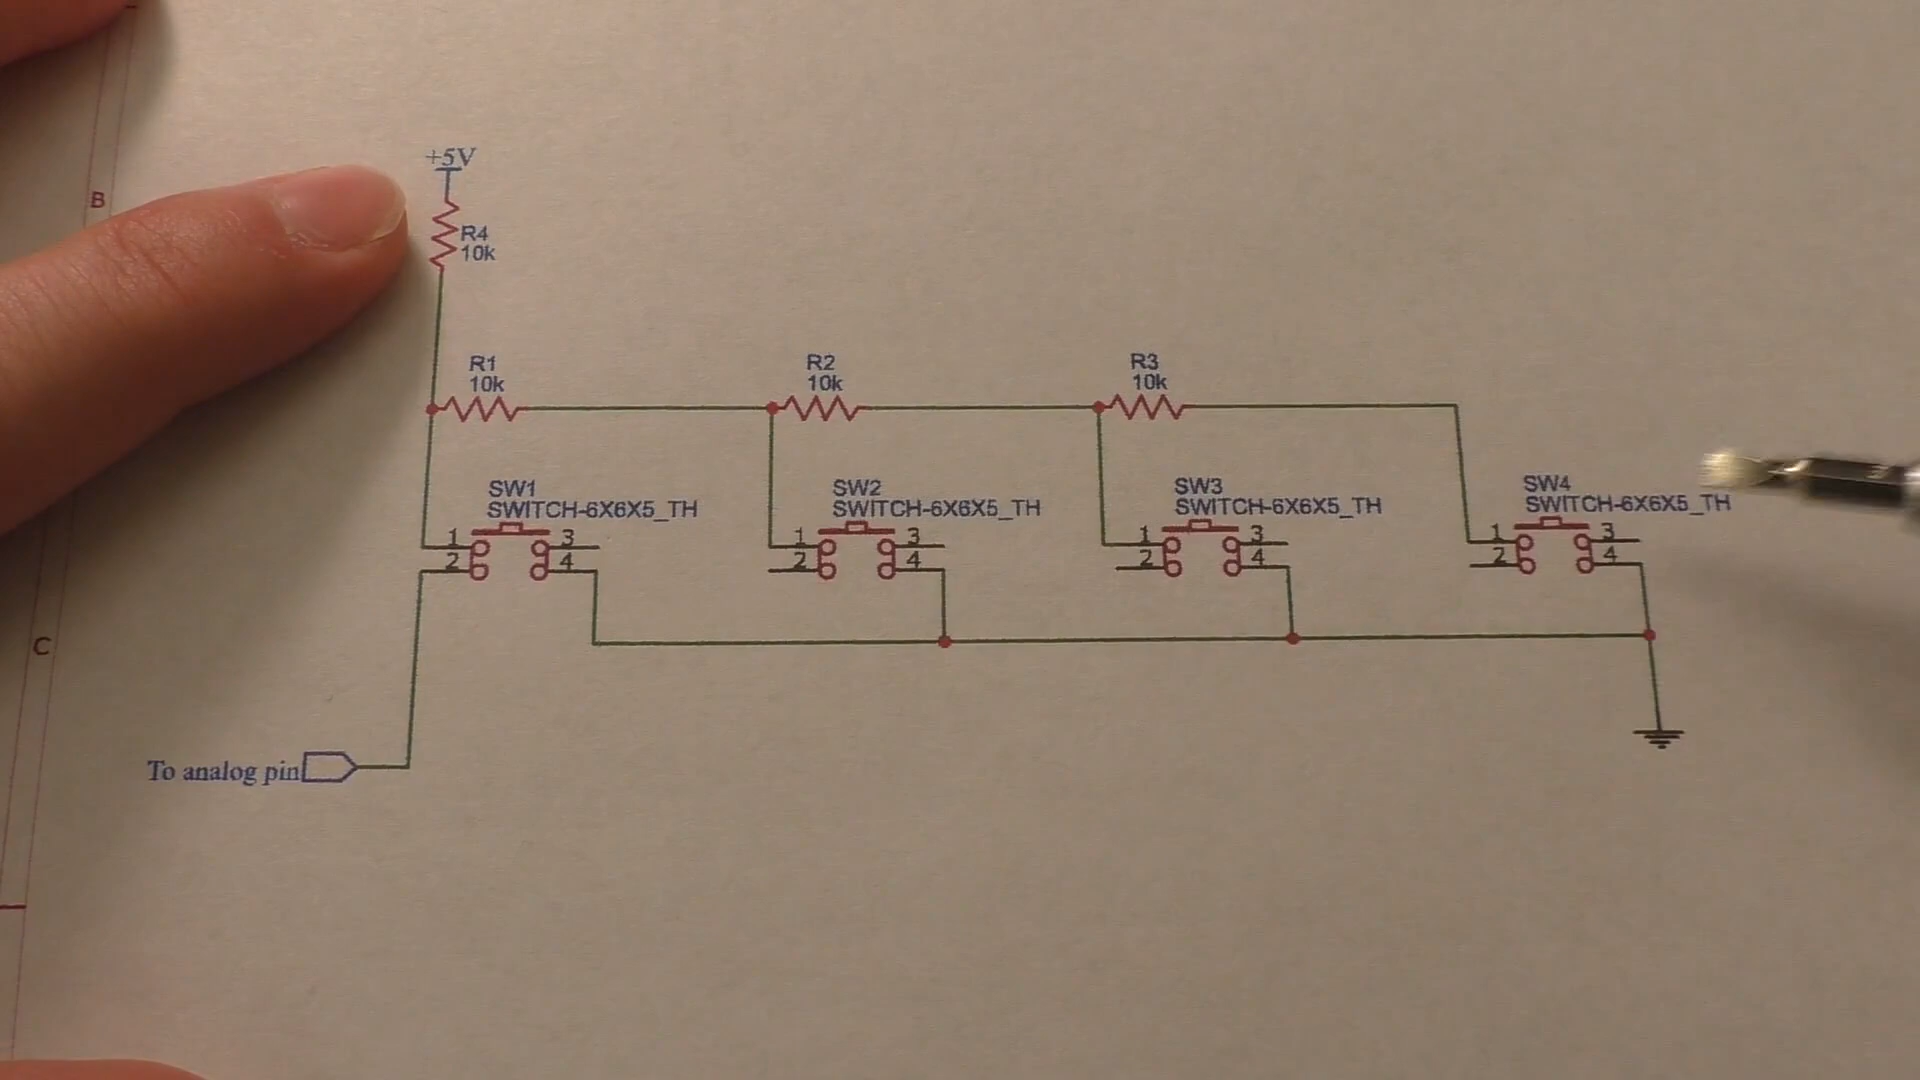 B
+5V
R4
10k
R1
10k
R2
10k
R3
10k
SW1
SWITCH-6X6X5_TH
1
2
3
4
SW2
SWITCH-6X6X5_TH
1
2
3
4
SW3
SWITCH-6X6X5_TH
1
2
3
4
SW4
SWITCH-6X6X5_TH
1
2
3
4
C
To analog pin